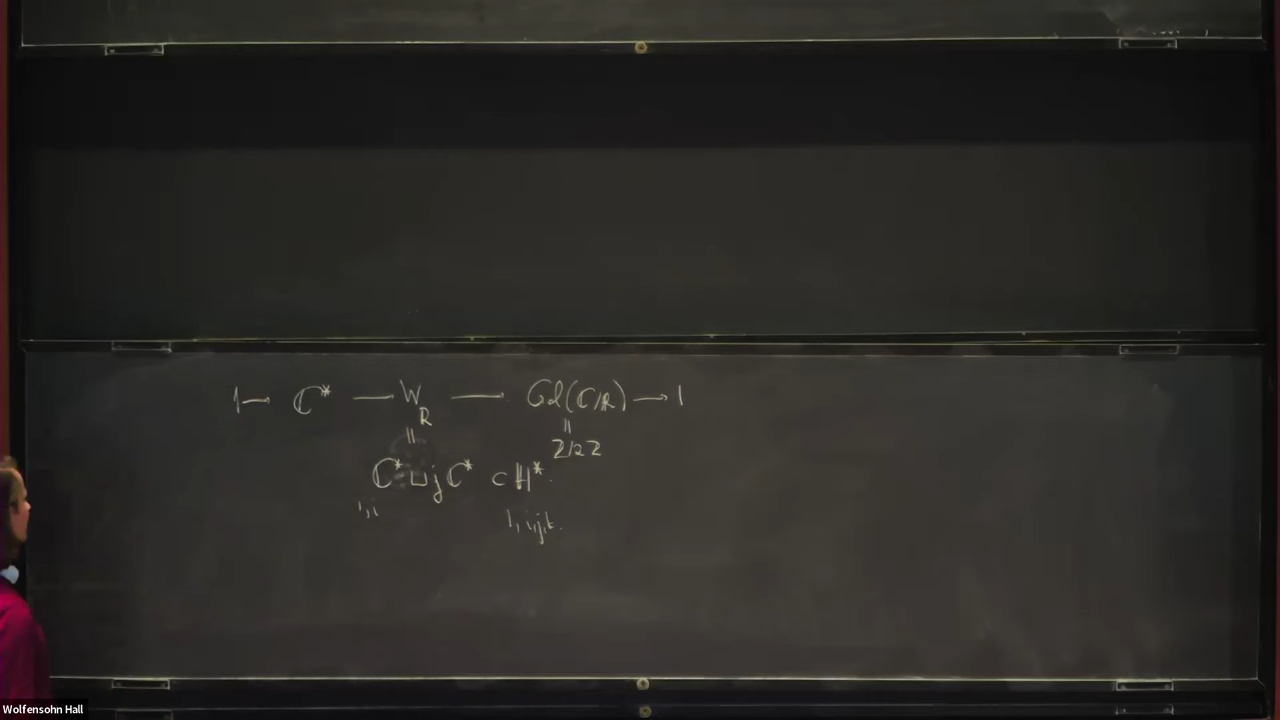 1 → ℂ* — W_R — Gal(ℂ/ℝ) → 1
|| ||
ℤ/2ℤ
ℂ* ⊔ jℂ* ⊂ ℍ*.
1, i 1, i, j, k.
Wolfensohn Hall